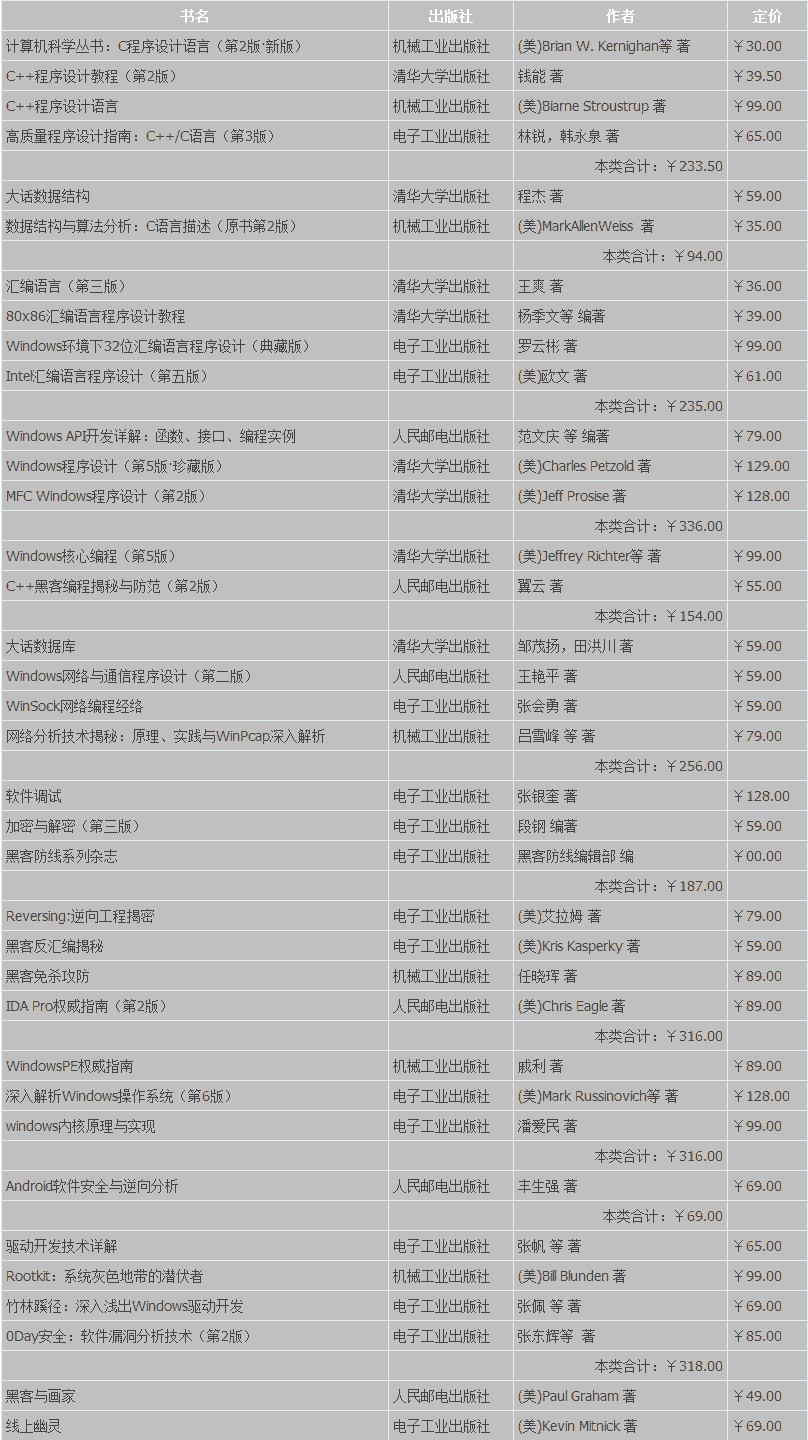 书名 出版社 作者 定价
计算机科学丛书：C程序设计语言（第2版·新版） 机械工业出版社 (美)Brian W. Kernighan等 著 ￥30.00
C++程序设计教程（第2版） 清华大学出版社 钱能 著 ￥39.50
C++程序设计语言 机械工业出版社 (美)Biarne Stroustrup 著 ￥99.00
高质量程序设计指南：C++/C语言（第3版） 电子工业出版社 林锐，韩永泉 著 ￥65.00
本类合计：￥233.50
大话数据结构 清华大学出版社 程杰 著 ￥59.00
数据结构与算法分析：C语言描述（原书第2版） 机械工业出版社 (美)MarkAllenWeiss 著 ￥35.00
本类合计：￥94.00
汇编语言（第三版） 清华大学出版社 王爽 著 ￥36.00
80x86汇编语言程序设计教程 清华大学出版社 杨季文等 编著 ￥39.00
Windows环境下32位汇编语言程序设计（典藏版） 电子工业出版社 罗云彬 著 ￥99.00
Intel汇编语言程序设计（第五版） 电子工业出版社 (美)欧文 著 ￥61.00
本类合计：￥235.00
Windows API开发详解：函数、接口、编程实例 人民邮电出版社 范文庆 等 编著 ￥79.00
Windows程序设计（第5版·珍藏版） 清华大学出版社 (美)Charles Petzold 著 ￥129.00
MFC Windows程序设计（第2版） 清华大学出版社 (美)Jeff Prosise 著 ￥128.00
本类合计：￥336.00
Windows核心编程（第5版） 清华大学出版社 (美)Jeffrey Richter等 著 ￥99.00
C++黑客编程揭秘与防范（第2版） 人民邮电出版社 翼云 著 ￥55.00
本类合计：￥154.00
大话数据库 清华大学出版社 邹茂扬，田洪川 著 ￥59.00
Windows网络与通信程序设计（第二版） 人民邮电出版社 王艳平 著 ￥59.00
WinSock网络编程经络 电子工业出版社 张会勇 著 ￥59.00
网络分析技术揭秘：原理、实践与WinPcap深入解析 机械工业出版社 吕雪峰 等 著 ￥79.00
本类合计：￥256.00
软件调试 电子工业出版社 张银奎 著 ￥128.00
加密与解密（第三版） 电子工业出版社 段钢 编著 ￥59.00
黑客防线系列杂志 电子工业出版社 黑客防线编辑部 编 ￥00.00
本类合计：￥187.00
Reversing:逆向工程揭密 电子工业出版社 (美)艾拉姆 著 ￥79.00
黑客反汇编揭秘 电子工业出版社 (美)Kris Kasperky 著 ￥59.00
黑客免杀攻防 机械工业出版社 任晓珲 著 ￥89.00
IDA Pro权威指南（第2版） 人民邮电出版社 (美)Chris Eagle 著 ￥89.00
本类合计：￥316.00
WindowsPE权威指南 机械工业出版社 戚利 著 ￥89.00
深入解析Windows操作系统（第6版） 电子工业出版社 (美)Mark Russinovich等 著 ￥128.00
windows内核原理与实现 电子工业出版社 潘爱民 著 ￥99.00
本类合计：￥316.00
Android软件安全与逆向分析 人民邮电出版社 丰生强 著 ￥69.00
本类合计：￥69.00
驱动开发技术详解 电子工业出版社 张帆 等 著 ￥65.00
Rootkit：系统灰色地带的潜伏者 机械工业出版社 (美)Bill Blunden 著 ￥99.00
竹林蹊径：深入浅出Windows驱动开发 电子工业出版社 张佩 等 著 ￥69.00
0Day安全：软件漏洞分析技术（第2版） 电子工业出版社 张东辉等 著 ￥85.00
本类合计：￥318.00
黑客与画家 人民邮电出版社 (美)Paul Graham 著 ￥49.00
线上幽灵 电子工业出版社 (美)Kevin Mitnick 著 ￥69.00